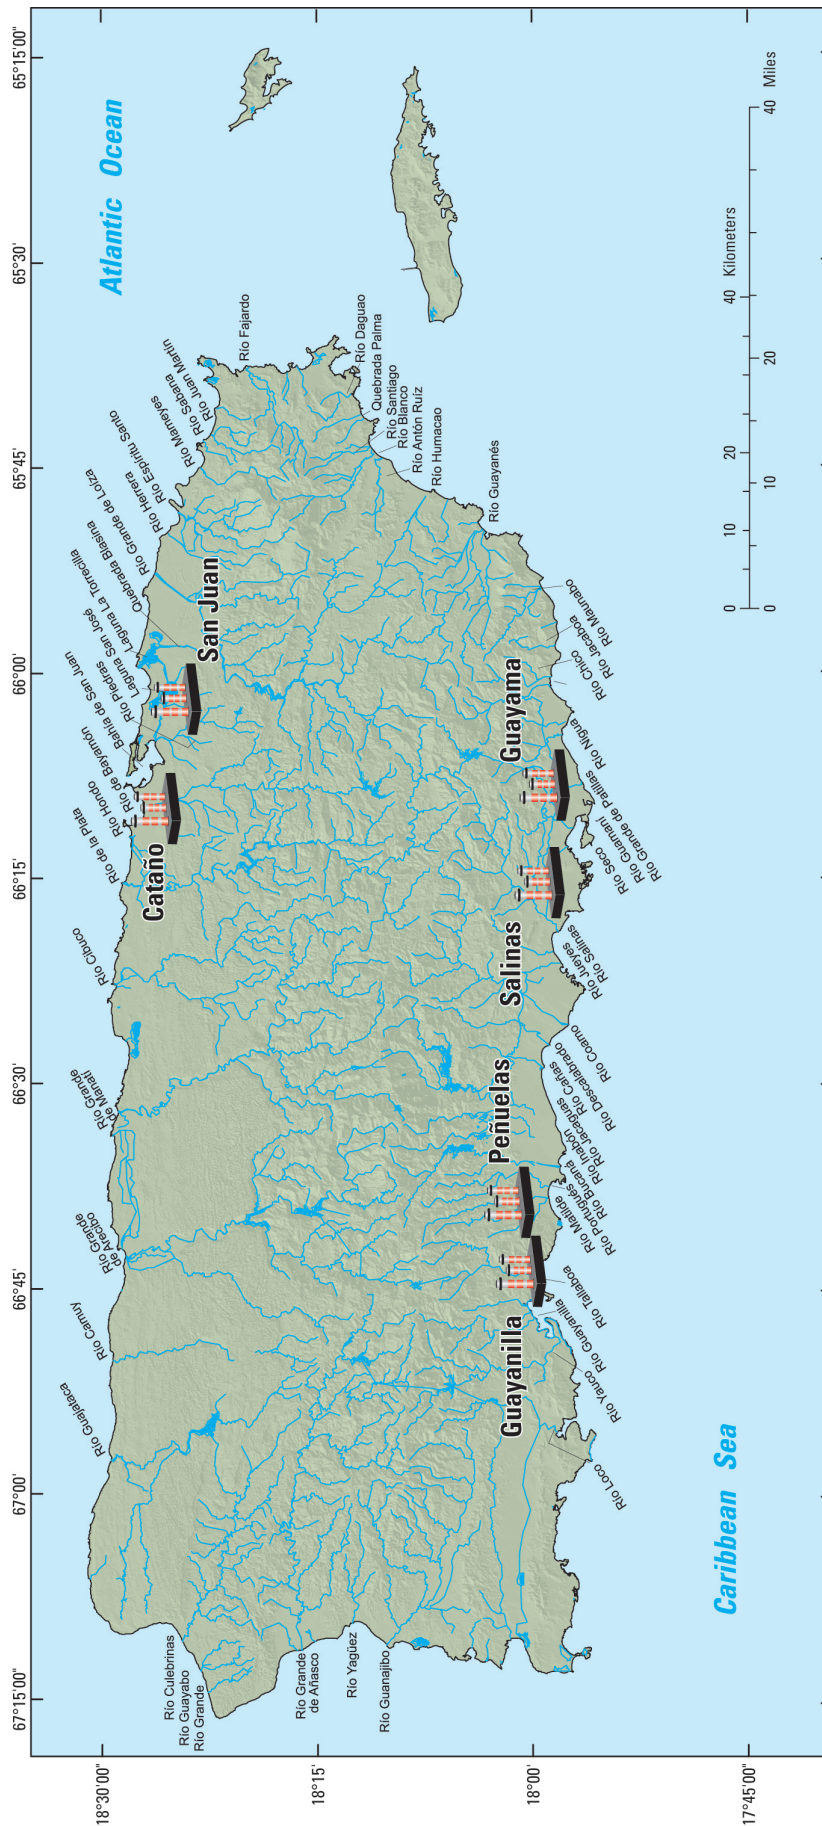 67°15'00"
67°00'
66°45'
66°30'
66°15'
66°00'
65°45'
65°30'
65°15'00"
18°30'00"
18°15'
18°00'
17°45'00"
Atlantic Ocean
Caribbean Sea
Río Guajataca
Río Camuy
Río Grande
de Arecibo
Río Grande
de Manatí
Río Cibuco
Río de la Plata
Río Hondo
Río de Bayamón
Bahía de San Juan
Río Piedras
Laguna San José
Laguna La Torrecilla
Quebrada Blasina
Río Grande de Loíza
Río Herrera
Río Espíritu Santo
Río Mameyes
Río Sabana
Río Juan Martín
Río Fajardo
Río Daguao
Quebrada Palma
Río Santiago
Río Blanco
Río Antón Ruíz
Río Humacao
Río Guayanés
Río Maunabo
Río Jacaboa
Río Chico
Río Nigua
Río Grande de Patillas
Río Guamaní
Río Seco
Río Salinas
Río Jueyes
Río Coamo
Río Descalabrado
Río Cañas
Río Jacaguas
Río Inabón
Río Bucaná
Río Portugués
Río Matilde
Río Tallaboa
Río Guayanilla
Río Yauco
Río Loco
Río Culebrinas
Río Guayabo
Río Grande
Río Grande
de Añasco
Río Yagüez
Río Guanajibo
Cataño
San Juan
Guayanilla
Peñuelas
Salinas
Guayama
0 10 20 40 Kilometers
0 10 20 40 Miles